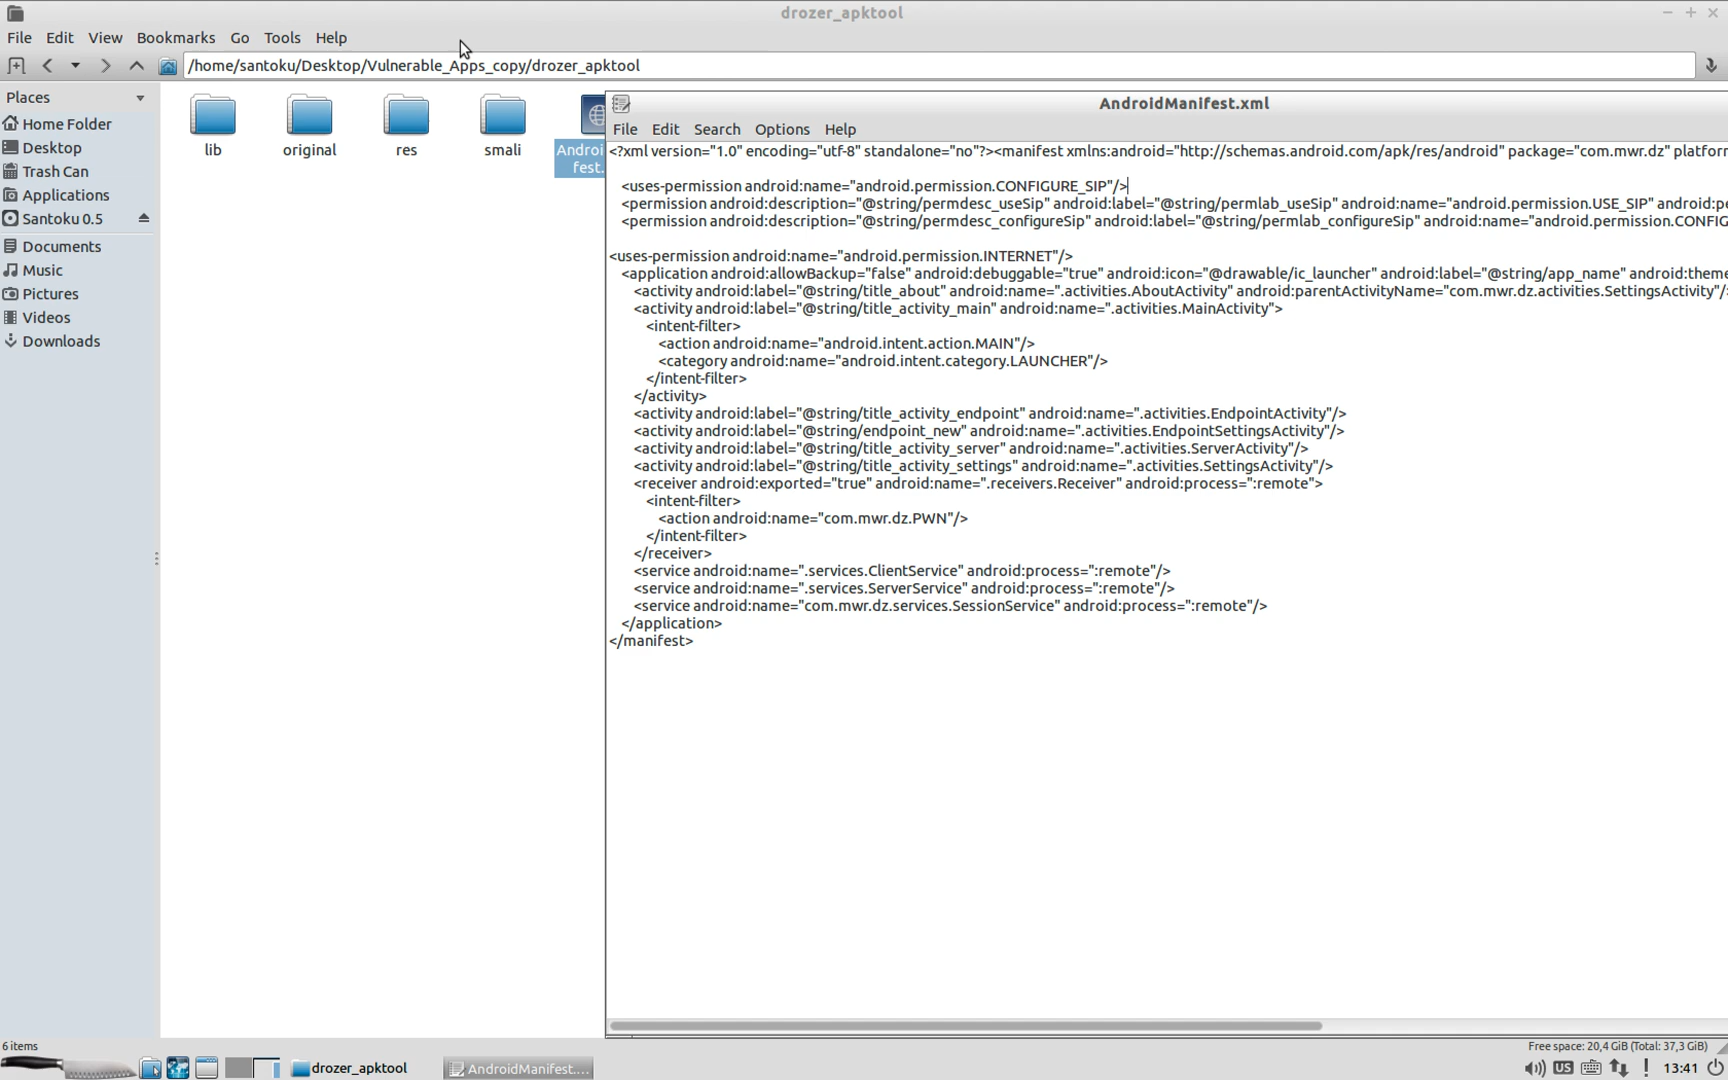 drozer_apktool
File Edit View Bookmarks Go Tools Help
/home/santoku/Desktop/Vulnerable_Apps_copy/drozer_apktool
Places
Home Folder
Desktop
Trash Can
Applications
Santoku 0.5
Documents
Music
Pictures
Videos
Downloads
lib
original
res
smali
Androi
fest.
AndroidManifest.xml
File Edit Search Options Help
<?xml version="1.0" encoding="utf-8" standalone="no"?><manifest xmlns:android="http://schemas.android.com/apk/res/android" package="com.mwr.dz" platforr
<uses-permission android:name="android.permission.CONFIGURE_SIP"/>
<permission android:description="@string/permdesc_useSip" android:label="@string/permlab_useSip" android:name="android.permission.USE_SIP" android:pe
<permission android:description="@string/permdesc_configureSip" android:label="@string/permlab_configureSip" android:name="android.permission.CONFIG
<uses-permission android:name="android.permission.INTERNET"/>
<application android:allowBackup="false" android:debuggable="true" android:icon="@drawable/ic_launcher" android:label="@string/app_name" android:theme
<activity android:label="@string/title_about" android:name=".activities.AboutActivity" android:parentActivityName="com.mwr.dz.activities.SettingsActivity"/>
<activity android:label="@string/title_activity_main" android:name=".activities.MainActivity">
<intent-filter>
<action android:name="android.intent.action.MAIN"/>
<category android:name="android.intent.category.LAUNCHER"/>
</intent-filter>
</activity>
<activity android:label="@string/title_activity_endpoint" android:name=".activities.EndpointActivity"/>
<activity android:label="@string/endpoint_new" android:name=".activities.EndpointSettingsActivity"/>
<activity android:label="@string/title_activity_server" android:name=".activities.ServerActivity"/>
<activity android:label="@string/title_activity_settings" android:name=".activities.SettingsActivity"/>
<receiver android:exported="true" android:name=".receivers.Receiver" android:process=":remote">
<intent-filter>
<action android:name="com.mwr.dz.PWN"/>
</intent-filter>
</receiver>
<service android:name=".services.ClientService" android:process=":remote"/>
<service android:name=".services.ServerService" android:process=":remote"/>
<service android:name="com.mwr.dz.services.SessionService" android:process=":remote"/>
</application>
</manifest>
6 items
Free space: 20,4 GiB (Total: 37,3 GiB)
drozer_apktool
AndroidManifest....
US
13:41